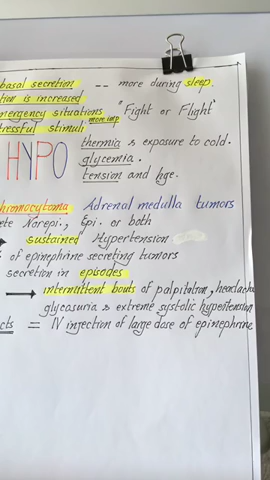 basal secretion -- more during sleep.
tion is increased
mergency situations "Fight or Flight"
more imp
tressful stimuli
HYPO
thermia & exposure to cold.
glycemia.
tension and hge.
hromocytoma Adrenal medulla tumors
ete Norepi., Epi. or both
sustained Hypertension
s of epinephrine secreting tumors
secretion in episodes
→ intermittent bouts of palpitation, headache
glycosuria & extreme systolic hypertension
cts = IV injection of large dose of epinephrine